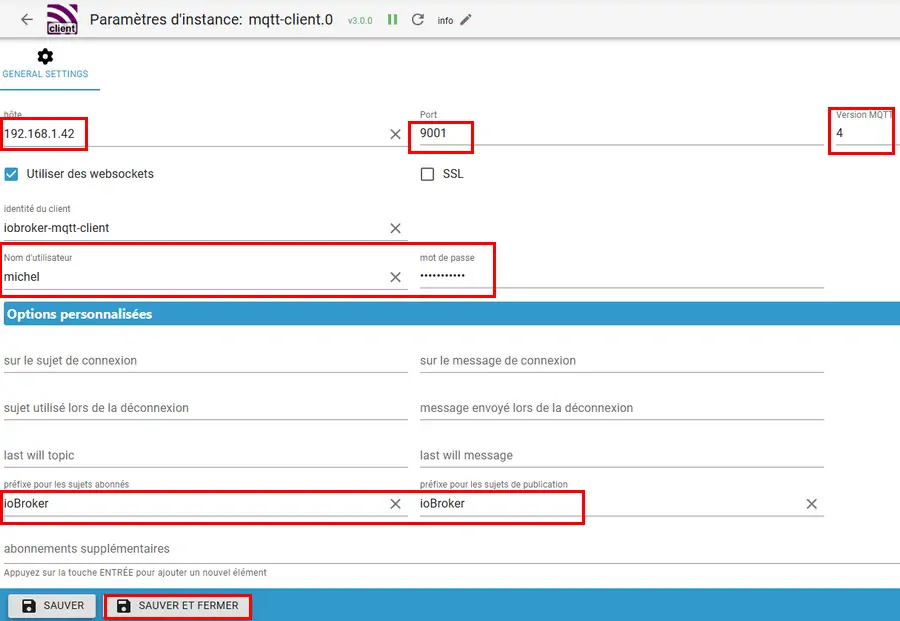 client
Paramètres d'instance: mqtt-client.0 v3.0.0 info
GENERAL SETTINGS
hôte Port Version MQTT
192.168.1.42 9001 4
Utiliser des websockets SSL
identité du client
iobroker-mqtt-client
Nom d'utilisateur mot de passe
michel •••••••••••
Options personnalisées
sur le sujet de connexion sur le message de connexion
sujet utilisé lors de la déconnexion message envoyé lors de la déconnexion
last will topic last will message
préfixe pour les sujets abonnés préfixe pour les sujets de publication
ioBroker ioBroker
abonnements supplémentaires
Appuyez sur la touche ENTRÉE pour ajouter un nouvel élément
SAUVER SAUVER ET FERMER